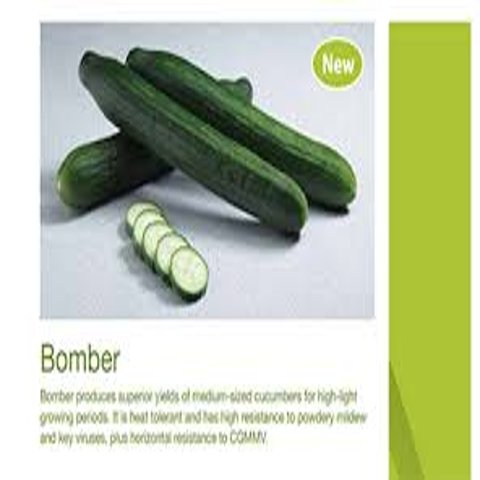 New
Bomber
Bomber produces superior yields of medium-sized cucumbers for high-light
growing periods. It is heat tolerant and has high resistance to powdery mildew
and key viruses, plus horizontal resistance to CGMMV.